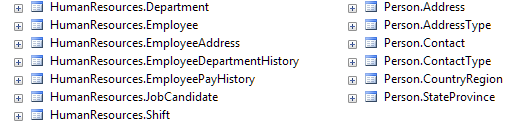 HumanResources.Department
HumanResources.Employee
HumanResources.EmployeeAddress
HumanResources.EmployeeDepartmentHistory
HumanResources.EmployeePayHistory
HumanResources.JobCandidate
HumanResources.Shift
Person.Address
Person.AddressType
Person.Contact
Person.ContactType
Person.CountryRegion
Person.StateProvince